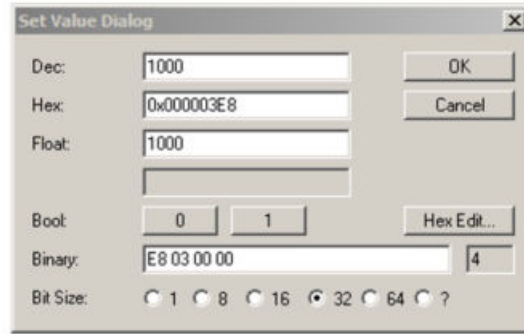 Set Value Dialog
Dec: 1000 OK
Hex: 0x000003E8 Cancel
Float: 1000
Bool: 0 1 Hex Edit...
Binary: E8 03 00 00 4
Bit Size: 1 8 16 32 64 ?